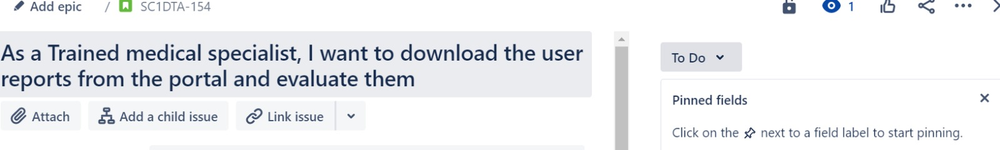 Add epic / SC1DTA-154
1
As a Trained medical specialist, I want to download the user
reports from the portal and evaluate them
Attach
Add a child issue
Link issue
To Do
Pinned fields
Click on the next to a field label to start pinning.